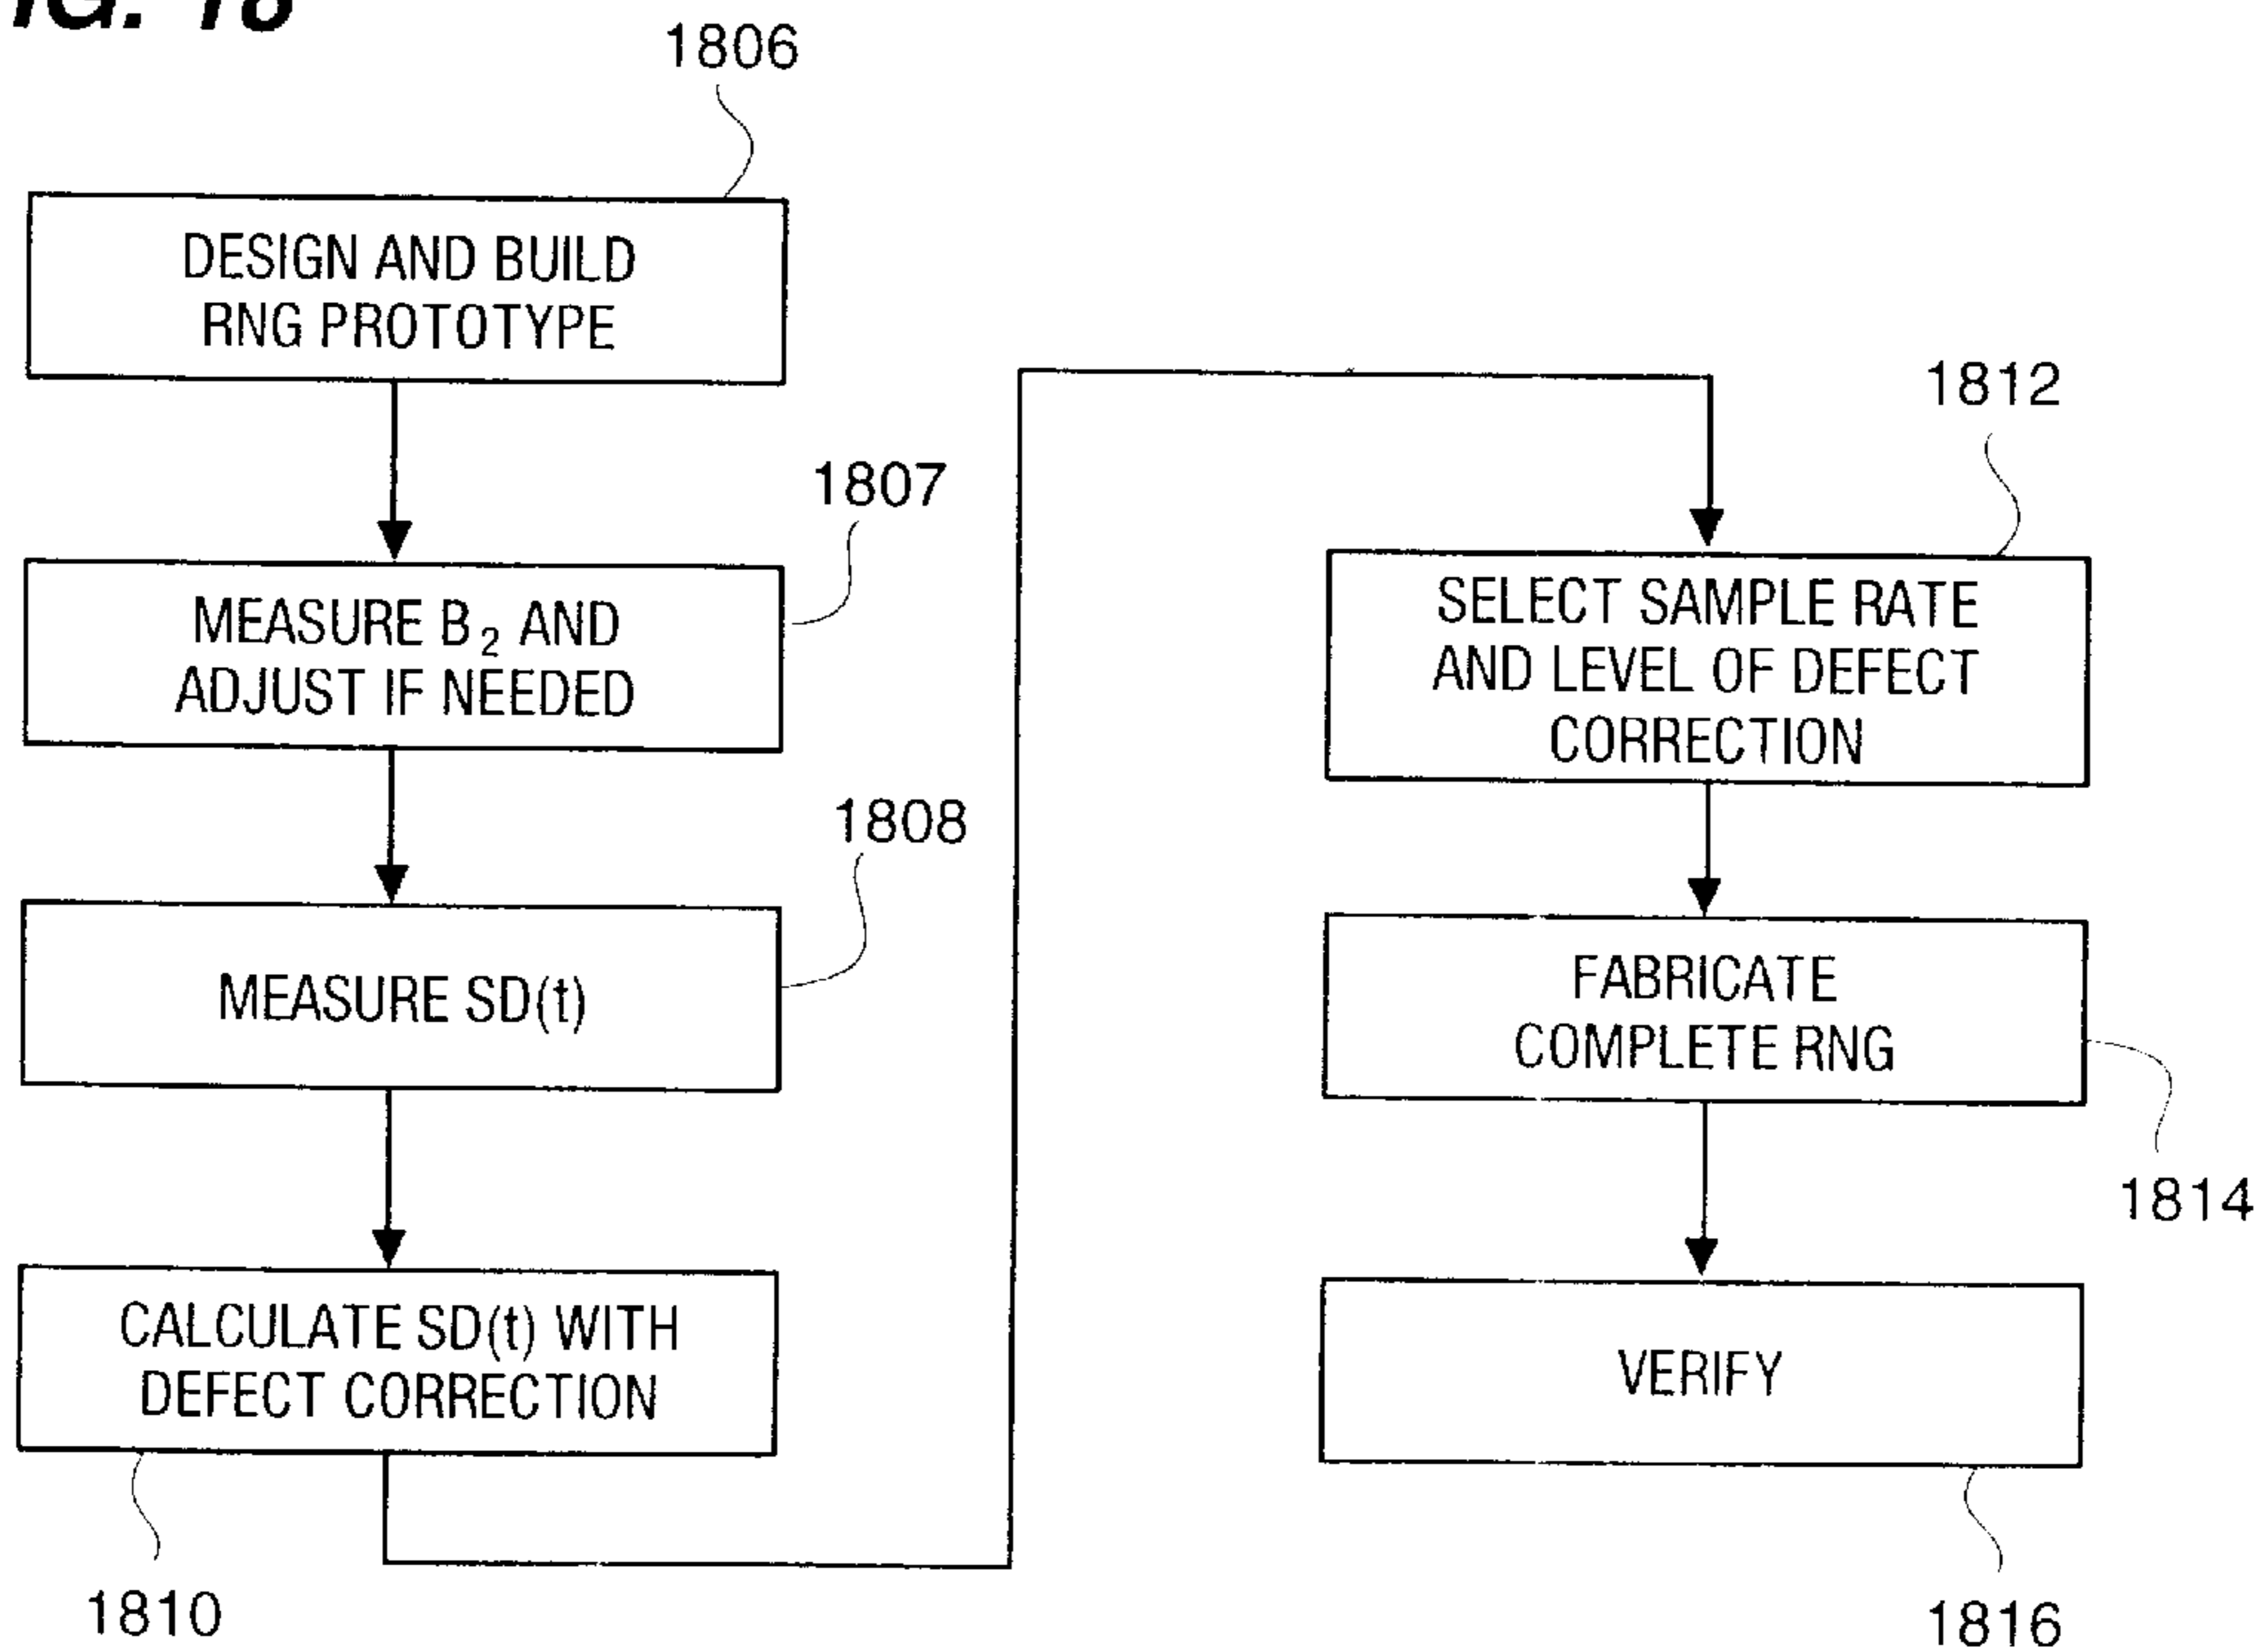 1806
DESIGN AND BUILD
RNG PROTOTYPE
1807
MEASURE B₂ AND
ADJUST IF NEEDED
1808
MEASURE SD(t)
CALCULATE SD(t) WITH
DEFECT CORRECTION
1810
1812
SELECT SAMPLE RATE
AND LEVEL OF DEFECT
CORRECTION
FABRICATE
COMPLETE RNG
1814
VERIFY
1816